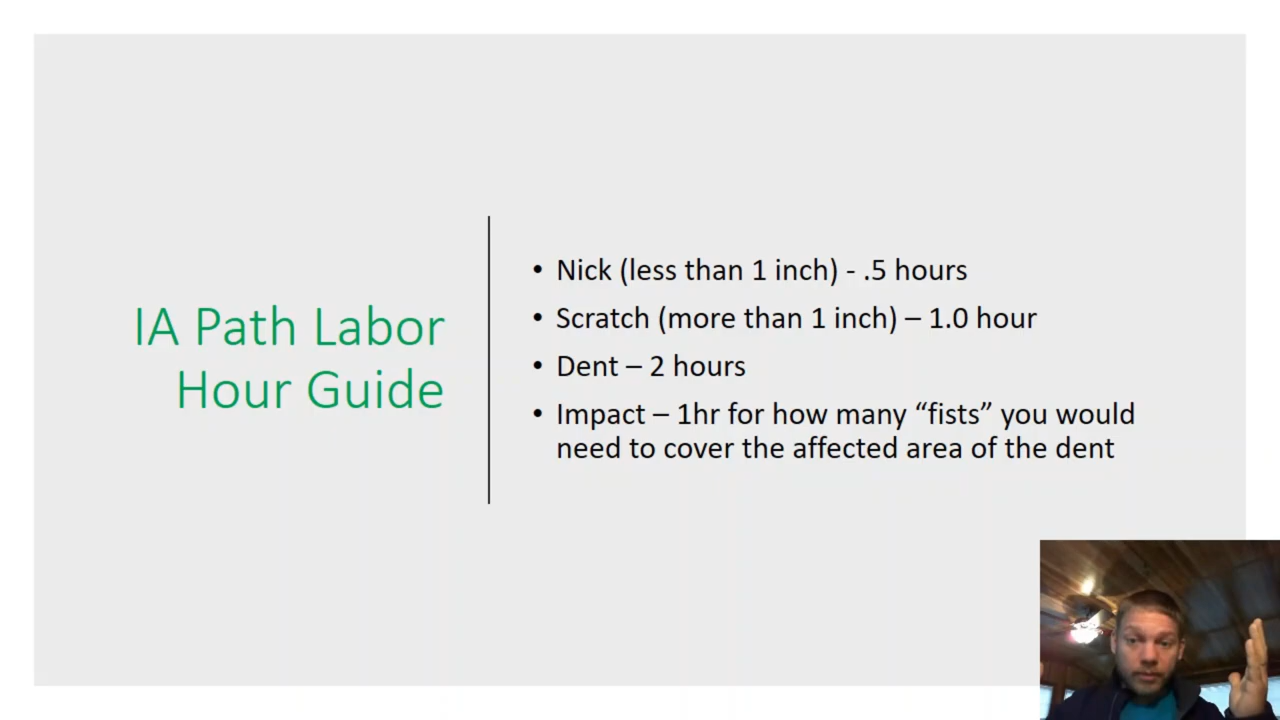 IA Path Labor
Hour Guide
• Nick (less than 1 inch) - .5 hours
• Scratch (more than 1 inch) – 1.0 hour
• Dent – 2 hours
• Impact – 1hr for how many “fists” you would
need to cover the affected area of the dent